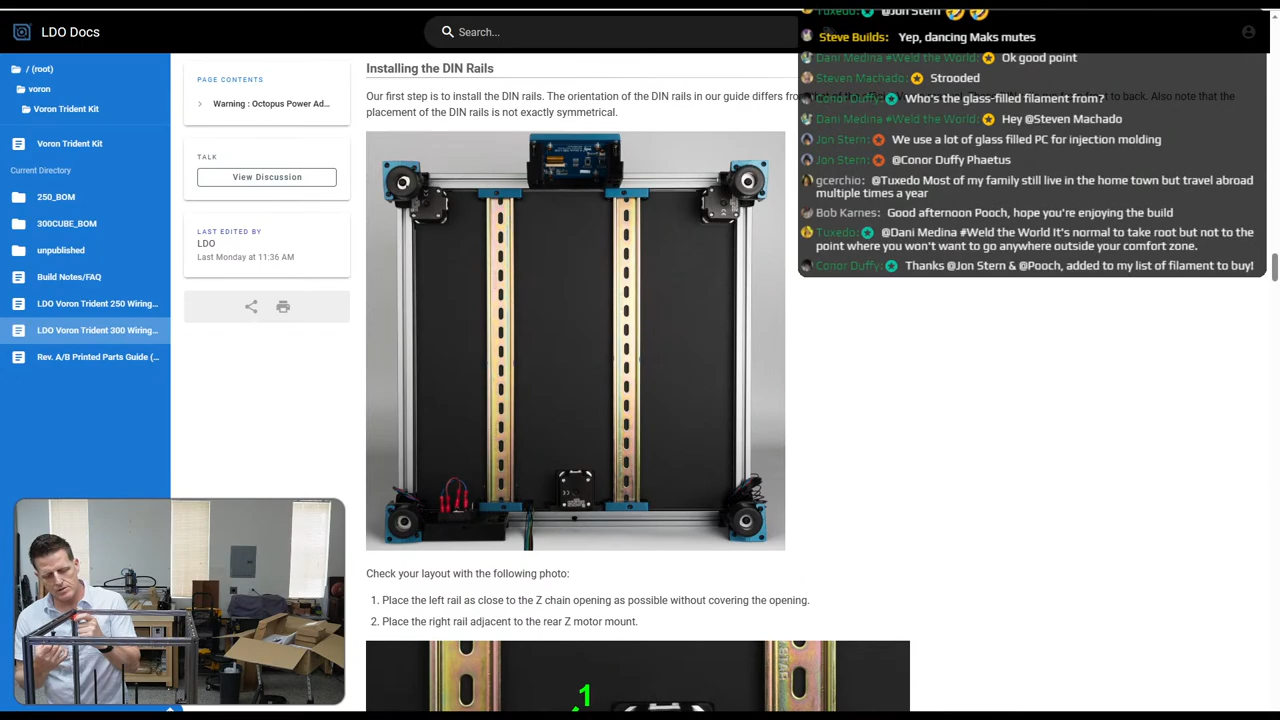 LDO Docs
Search...
/ (root)
voron
Voron Trident Kit
Voron Trident Kit
Current Directory
250_BOM
300CUBE_BOM
unpublished
Build Notes/FAQ
LDO Voron Trident 250 Wiring...
LDO Voron Trident 300 Wiring...
Rev. A/B Printed Parts Guide (...
PAGE CONTENTS
Warning : Octopus Power Ad...
TALK
View Discussion
LAST EDITED BY
LDO
Last Monday at 11:36 AM
Installing the DIN Rails
Our first step is to install the DIN rails. The orientation of the DIN rails in our guide differs from
to back. Also note that the
placement of the DIN rails is not exactly symmetrical.
Check your layout with the following photo:
1. Place the left rail as close to the Z chain opening as possible without covering the opening.
2. Place the right rail adjacent to the rear Z motor mount.
1
Tuxedo: @Jon Stern 🤣 🤣
Steve Builds: Yep, dancing Maks mutes
Dani Medina #Weld the World: Ok good point
Steven Machado: Strooded
Conor Duffy: Who's the glass-filled filament from?
Dani Medina #Weld the World: Hey @Steven Machado
Jon Stern: We use a lot of glass filled PC for injection molding
Jon Stern: @Conor Duffy Phaetus
gcerchio: @Tuxedo Most of my family still live in the home town but travel abroad
multiple times a year
Bob Karnes: Good afternoon Pooch, hope you're enjoying the build
Tuxedo: @Dani Medina #Weld the World It's normal to take root but not to the
point where you won't want to go anywhere outside your comfort zone.
Conor Duffy: Thanks @Jon Stern & @Pooch, added to my list of filament to buy!